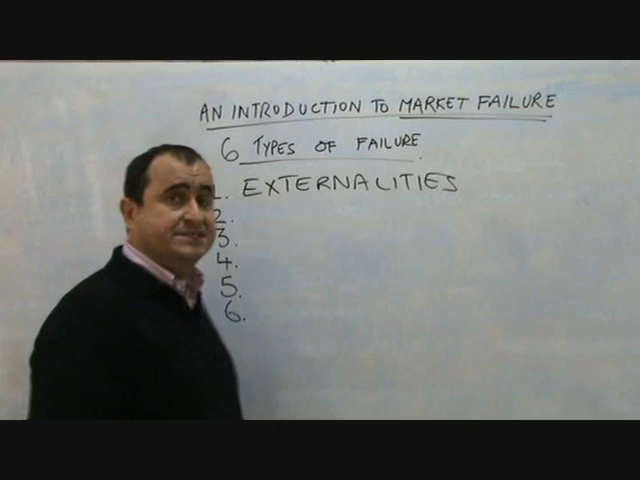 AN INTRODUCTION TO MARKET FAILURE
6 TYPES OF FAILURE.
1. EXTERNALITIES
2.
3.
4.
5.
6.